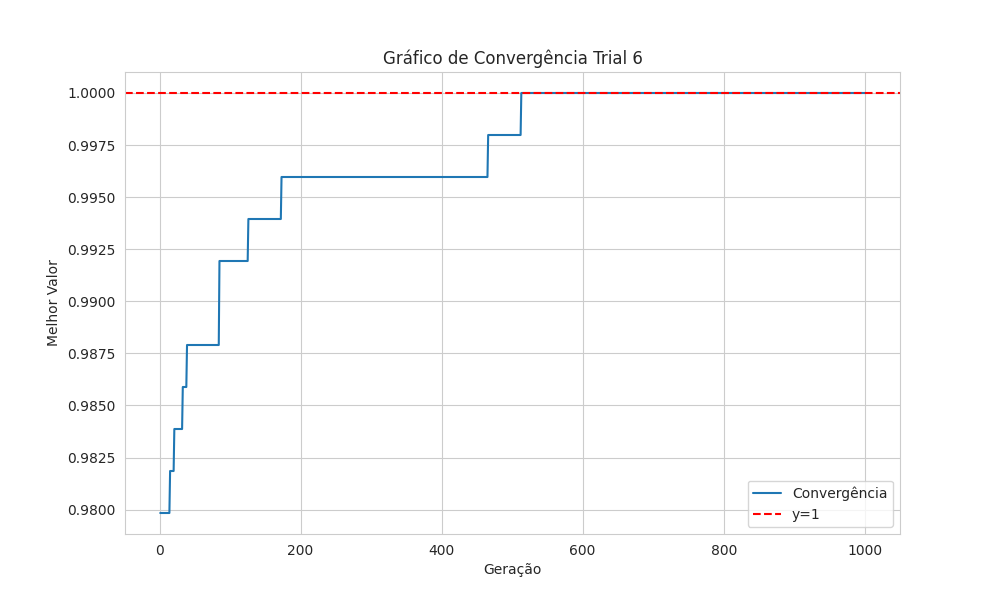 Gráfico de Convergência Trial 6
1.0000
0.9975
0.9950
0.9925
0.9900
0.9875
0.9850
0.9825
0.9800
Melhor Valor
0 200 400 600 800 1000
Geração
Convergência
y=1